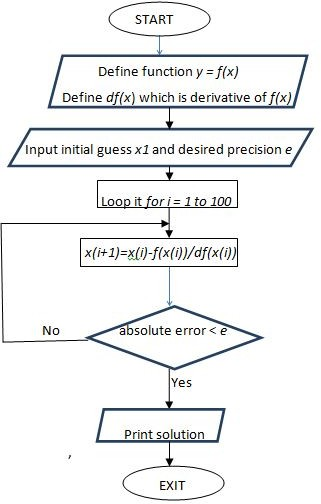 START
Define function y = f(x)
Define df(x) which is derivative of f(x)
Input initial guess x1 and desired precision e
Loop it for i = 1 to 100
x(i+1)=x(i)-f(x(i))/df(x(i))
No
absolute error < e
Yes
Print solution
,
EXIT